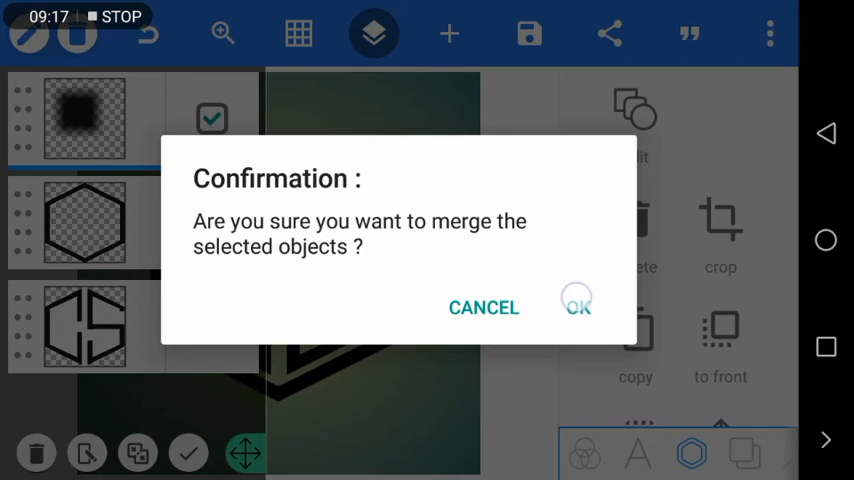 09:17 STOP
Confirmation :
Are you sure you want to merge the
selected objects ?
CANCEL OK
crop
copy to front
A
CS